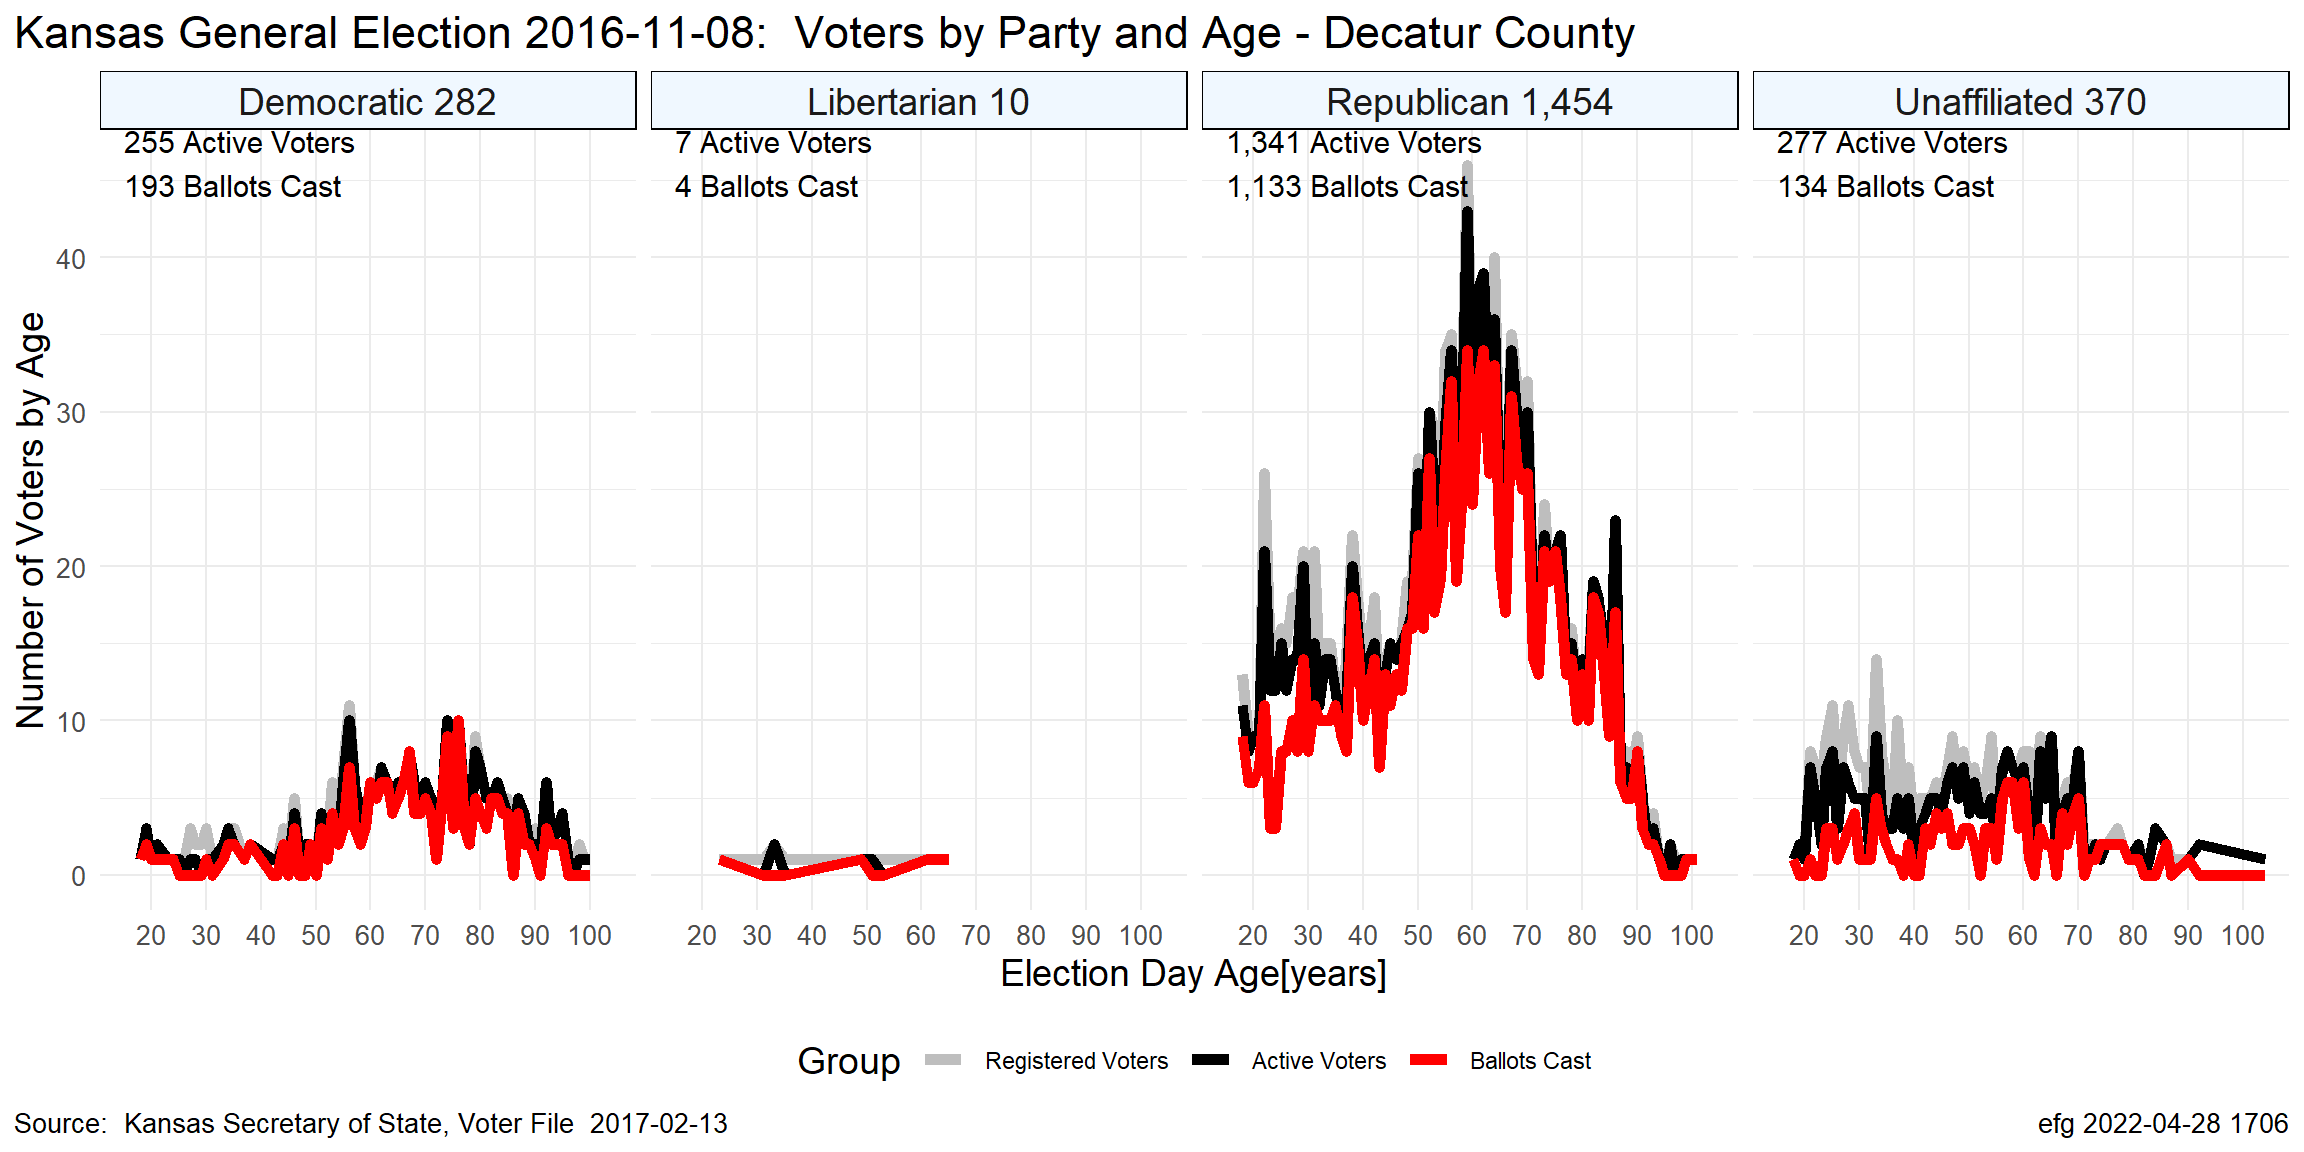 Kansas General Election 2016-11-08:  Voters by Party and Age - Decatur County
Democratic 282
Libertarian 10
Republican 1,454
Unaffiliated 370
255 Active Voters
193 Ballots Cast
7 Active Voters
4 Ballots Cast
1,341 Active Voters
1,133 Ballots Cast
277 Active Voters
134 Ballots Cast
Number of Voters by Age
40
30
20
10
0
20 30 40 50 60 70 80 90 100
20 30 40 50 60 70 80 90 100
20 30 40 50 60 70 80 90 100
20 30 40 50 60 70 80 90 100
Election Day Age[years]
Group Registered Voters Active Voters Ballots Cast
Source:  Kansas Secretary of State, Voter File  2017-02-13
efg 2022-04-28 1706